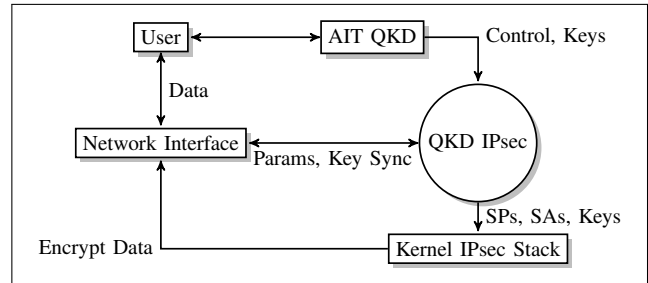 User
AIT QKD
Control, Keys
Data
QKD IPsec
Network Interface
Params, Key Sync
SPs, SAs, Keys
Encrypt Data
Kernel IPsec Stack